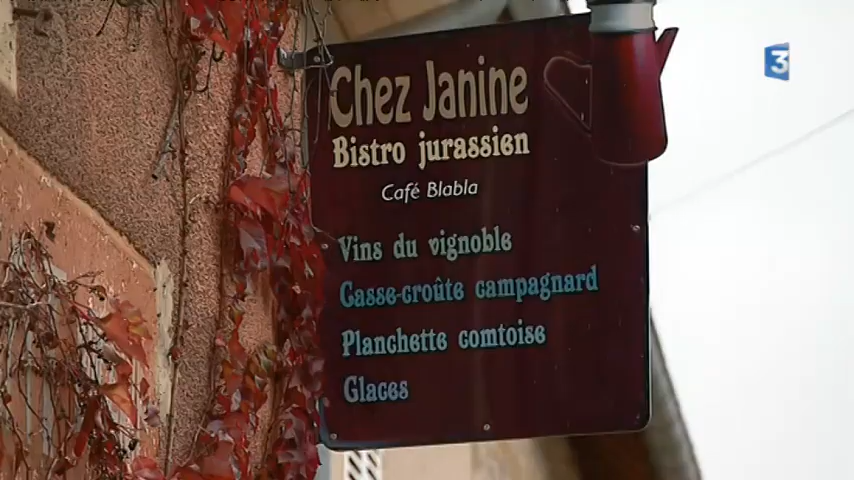 Chez Janine
Bistro jurassien
Café Blabla
Vins du vignoble
Casse-croûte campagnard
Planchette comtoise
Glaces
3